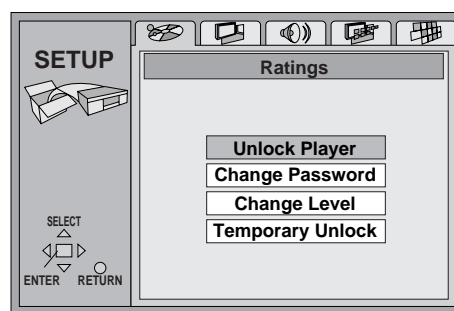 SETUP
Ratings
Unlock Player
Change Password
Change Level
Temporary Unlock
SELECT
ENTER RETURN